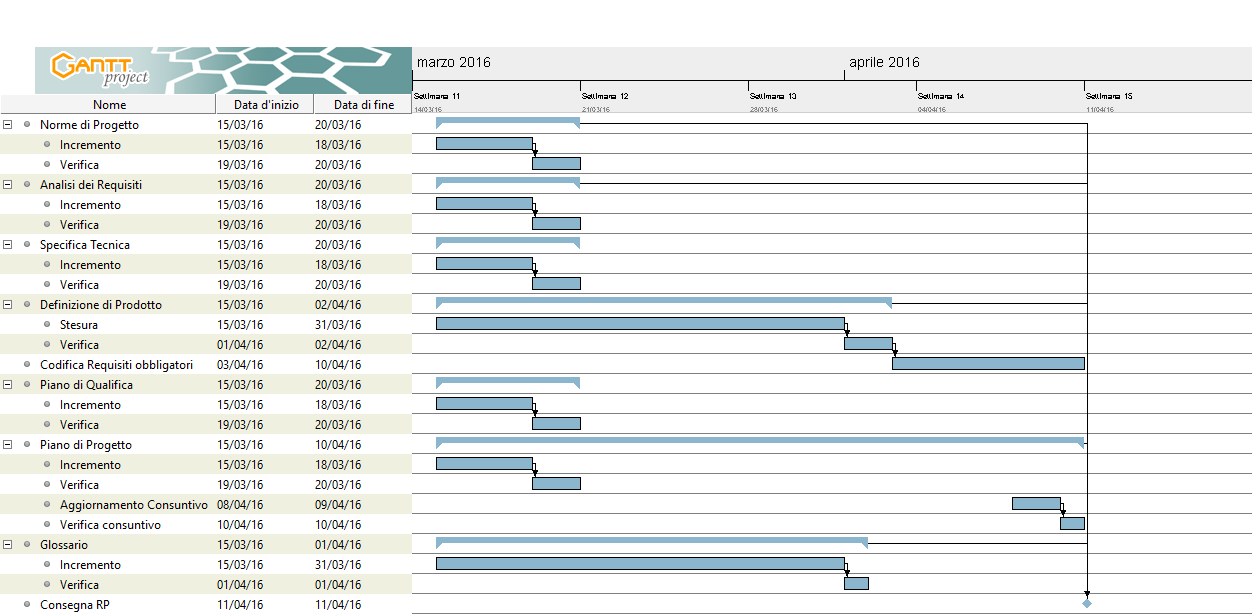 GANTT project
marzo 2016 aprile 2016
Settimana 11 Settimana 12 Settimana 13 Settimana 14 Settimana 15
Nome Data d'inizio Data di fine 14/03/16 21/03/16 28/03/16 04/04/16 11/04/16
Norme di Progetto 15/03/16 20/03/16
Incremento 15/03/16 18/03/16
Verifica 19/03/16 20/03/16
Analisi dei Requisiti 15/03/16 20/03/16
Incremento 15/03/16 18/03/16
Verifica 19/03/16 20/03/16
Specifica Tecnica 15/03/16 20/03/16
Incremento 15/03/16 18/03/16
Verifica 19/03/16 20/03/16
Definizione di Prodotto 15/03/16 02/04/16
Stesura 15/03/16 31/03/16
Verifica 01/04/16 02/04/16
Codifica Requisiti obbligatori 03/04/16 10/04/16
Piano di Qualifica 15/03/16 20/03/16
Incremento 15/03/16 18/03/16
Verifica 19/03/16 20/03/16
Piano di Progetto 15/03/16 10/04/16
Incremento 15/03/16 18/03/16
Verifica 19/03/16 20/03/16
Aggiornamento Consuntivo 08/04/16 09/04/16
Verifica consuntivo 10/04/16 10/04/16
Glossario 15/03/16 01/04/16
Incremento 15/03/16 31/03/16
Verifica 01/04/16 01/04/16
Consegna RP 11/04/16 11/04/16